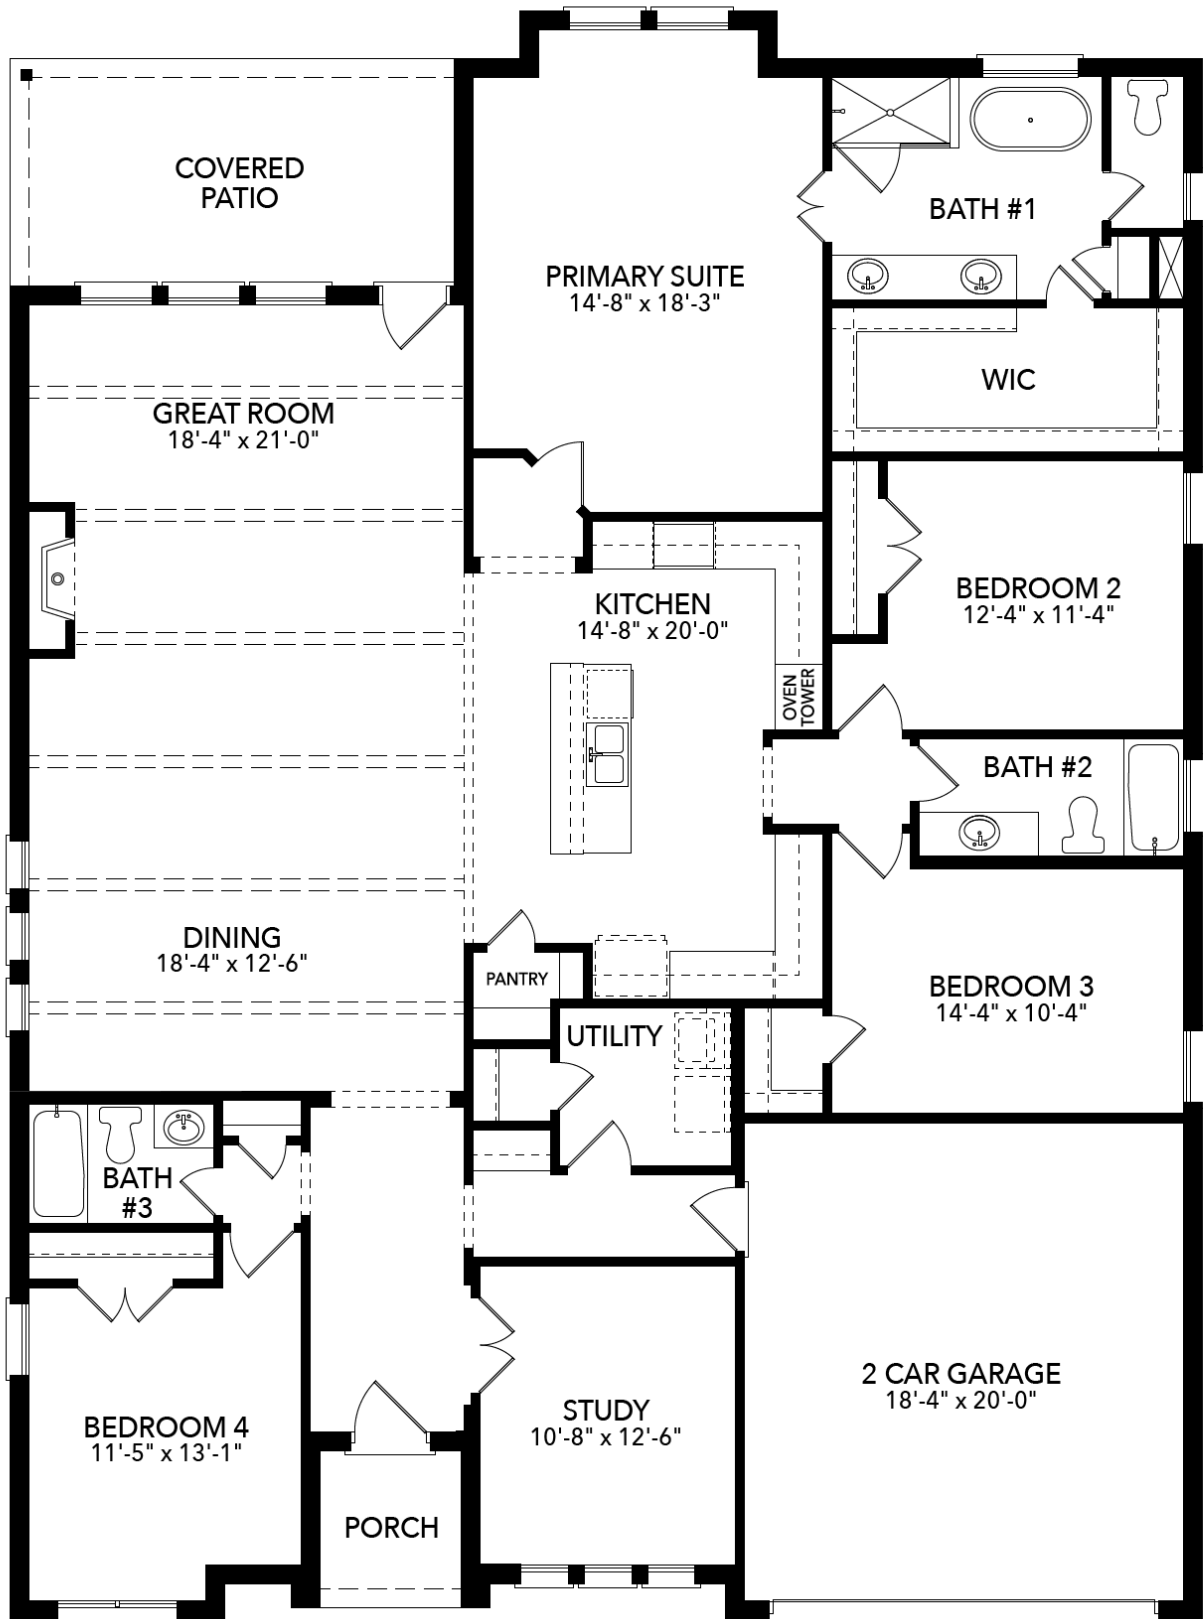 COVERED
PATIO
PRIMARY SUITE
14'-8" x 18'-3"
BATH #1
WIC
GREAT ROOM
18'-4" x 21'-0"
KITCHEN
14'-8" x 20'-0"
OVEN
TOWER
BEDROOM 2
12'-4" x 11'-4"
BATH #2
DINING
18'-4" x 12'-6"
PANTRY
BEDROOM 3
14'-4" x 10'-4"
UTILITY
BATH
#3
BEDROOM 4
11'-5" x 13'-1"
PORCH
STUDY
10'-8" x 12'-6"
2 CAR GARAGE
18'-4" x 20'-0"